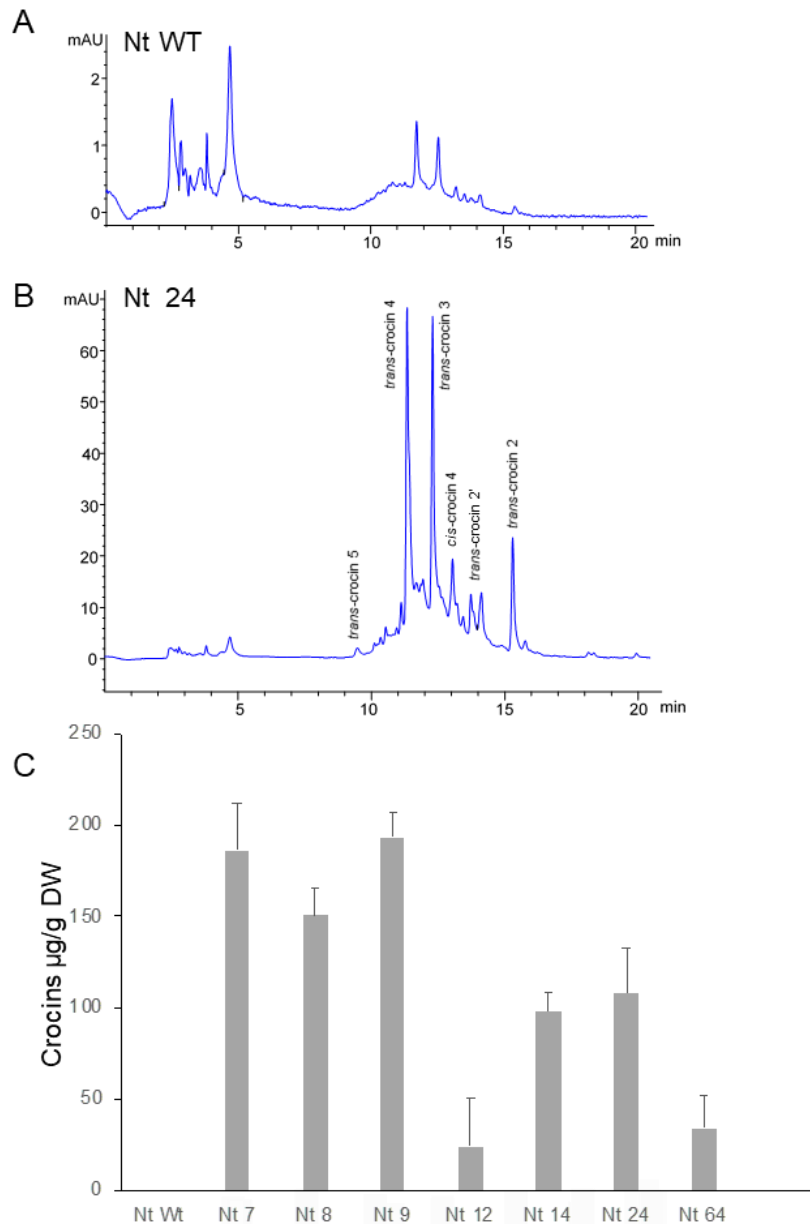 A
mAU
Nt WT
2
1
0
5
10
15
20
min
B
mAU
Nt 24
60
50
40
30
20
10
0
trans-crocin 5
trans-crocin 4
trans-crocin 3
cis-crocin 4
trans-crocin 2'
trans-crocin 2
5
10
15
20
min
C
Crocins µg/g DW
250
200
150
100
50
0
Nt Wt
Nt 7
Nt 8
Nt 9
Nt 12
Nt 14
Nt 24
Nt 64